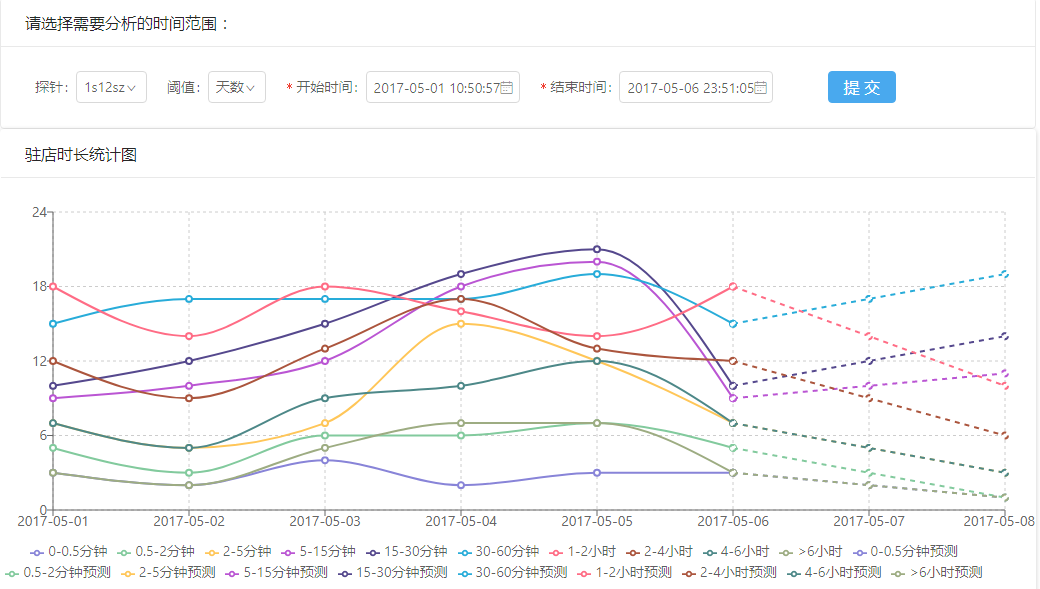 请选择需要分析的时间范围：
探针： 1s12sz 阈值： 天数 * 开始时间： 2017-05-01 10:50:57 * 结束时间： 2017-05-06 23:51:05 提 交
驻店时长统计图
24
18
12
6
0
2017-05-01 2017-05-02 2017-05-03 2017-05-04 2017-05-05 2017-05-06 2017-05-07 2017-05-08
0-0.5分钟 0.5-2分钟 2-5分钟 5-15分钟 15-30分钟 30-60分钟 1-2小时 2-4小时 4-6小时 >6小时 0-0.5分钟预测
0.5-2分钟预测 2-5分钟预测 5-15分钟预测 15-30分钟预测 30-60分钟预测 1-2小时预测 2-4小时预测 4-6小时预测 >6小时预测